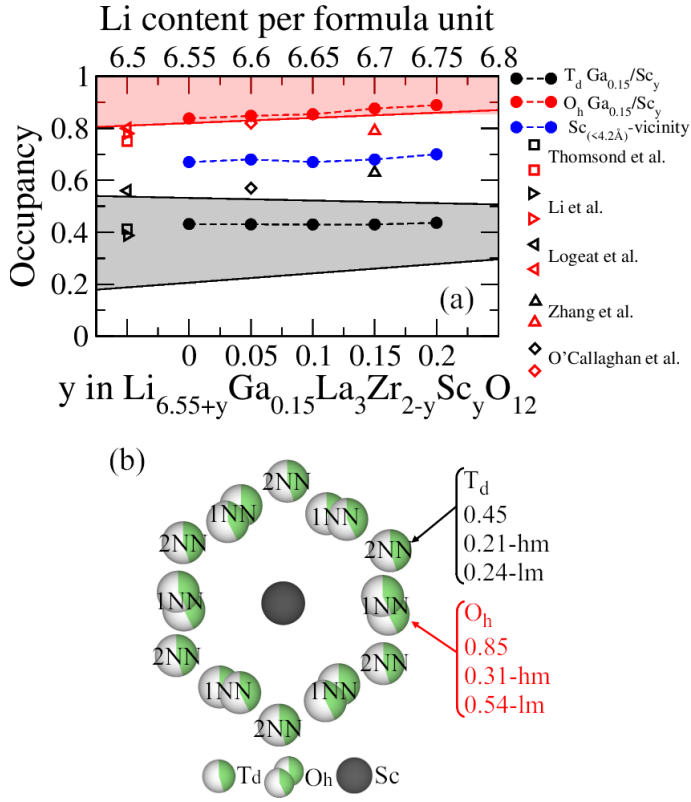 Li content per formula unit
6.5 6.55 6.6 6.65 6.7 6.75 6.8
1
0.8
0.6
0.4
0.2
0
Occupancy
(a)
0 0.05 0.1 0.15 0.2
y in Li6.55+yGa0.15La3Zr2-yScyO12
Td Ga0.15/Scy
Oh Ga0.15/Scy
Sc(<4.2Å)-vicinity
Thomsond et al.
Li et al.
Logeat et al.
Zhang et al.
O'Callaghan et al.
(b)
2NN
1NN
1NN
2NN
2NN
1NN
1NN
2NN
2NN
1NN
1NN
2NN
Td
0.45
0.21-hm
0.24-lm
Oh
0.85
0.31-hm
0.54-lm
Td Oh Sc